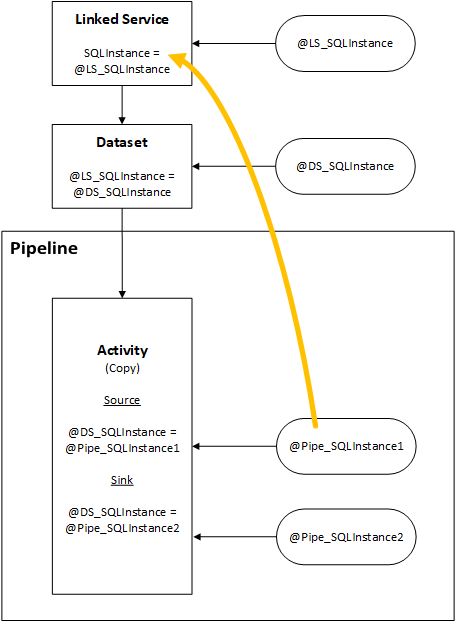 Linked Service
SQLInstance =
@LS_SQLInstance
@LS_SQLInstance
Dataset
@LS_SQLInstance =
@DS_SQLInstance
@DS_SQLInstance
Pipeline
Activity
(Copy)
Source
@DS_SQLInstance =
@Pipe_SQLInstance1
@Pipe_SQLInstance1
Sink
@DS_SQLInstance =
@Pipe_SQLInstance2
@Pipe_SQLInstance2